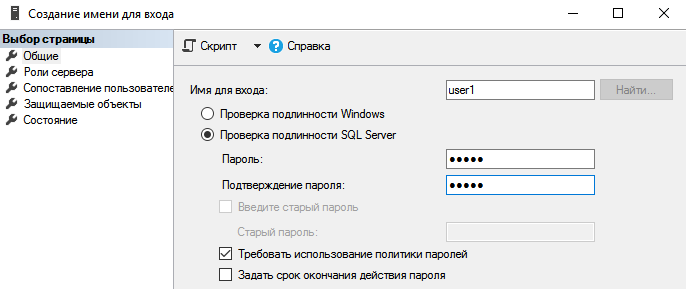 Создание имени для входа
Выбор страницы
Общие
Роли сервера
Сопоставление пользователе
Защищаемые объекты
Состояние
Скрипт
Справка
Имя для входа:
user1
Найти...
Проверка подлинности Windows
Проверка подлинности SQL Server
Пароль:
●●●●●
Подтверждение пароля:
●●●●●
Введите старый пароль
Старый пароль:
Требовать использование политики паролей
Задать срок окончания действия пароля